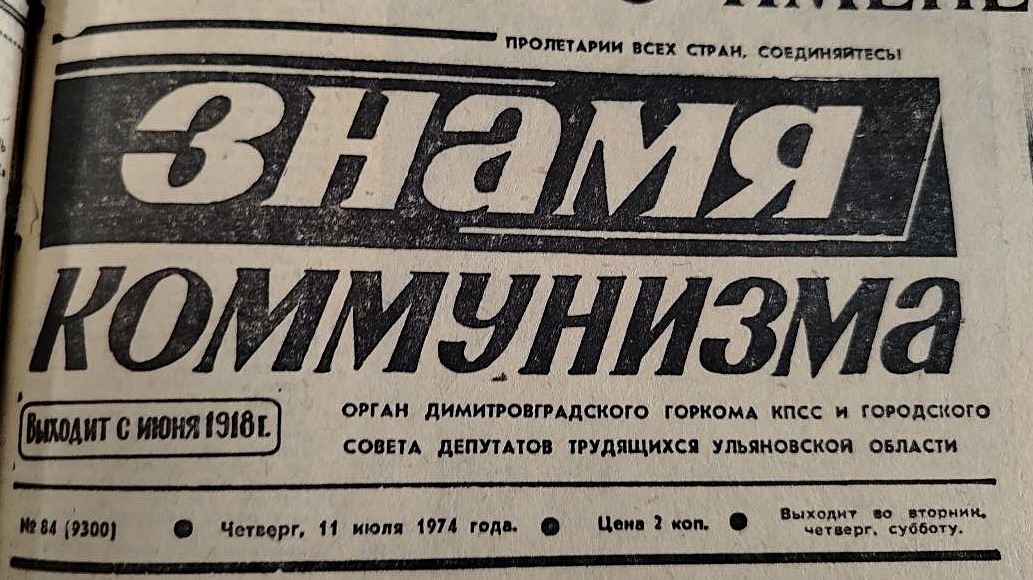 ПРОЛЕТАРИИ ВСЕХ СТРАН, СОЕДИНЯЙТЕСЬ!
ЗНАМЯ
КОММУНИЗМА
Выходит с июня 1918 г.
ОРГАН ДИМИТРОВГРАДСКОГО ГОРКОМА КПСС И ГОРОДСКОГО
СОВЕТА ДЕПУТАТОВ ТРУДЯЩИХСЯ УЛЬЯНОВСКОЙ ОБЛАСТИ
№ 84 (9300) ● Четверг, 11 июля 1974 года. ● Цена 2 коп. ● Выходит во вторник,
четверг, субботу.